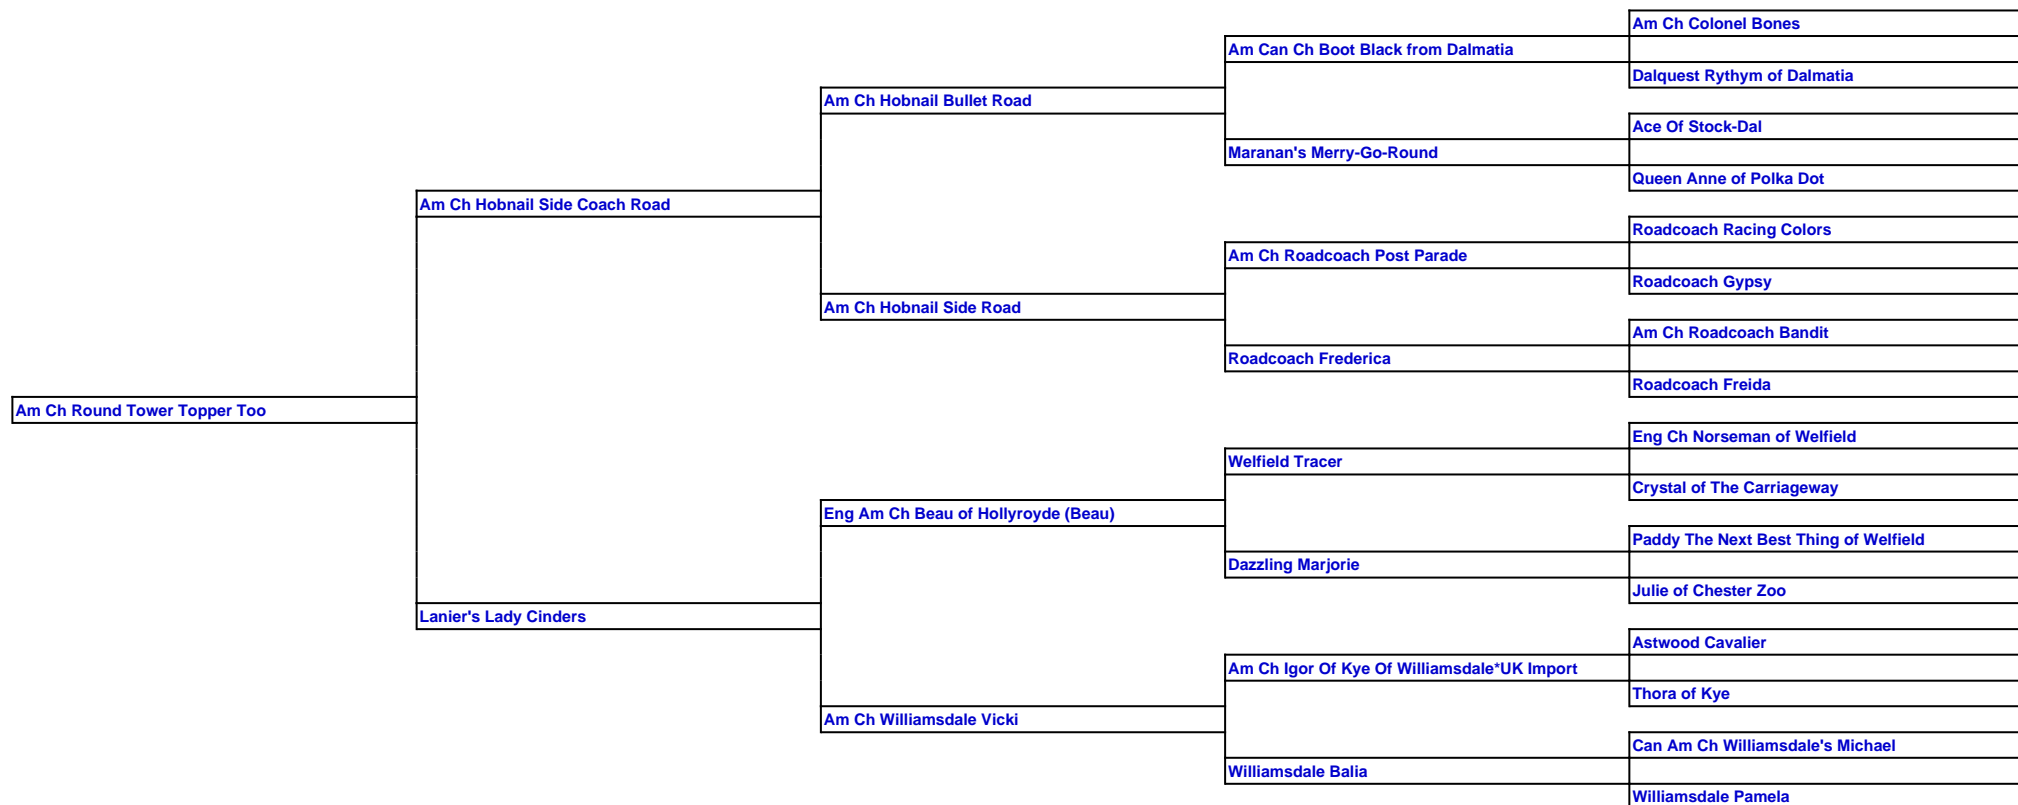 Am Ch Colonel Bones
Am Can Ch Boot Black from Dalmatia
Dalquest Rythym of Dalmatia
Am Ch Hobnail Bullet Road
Ace Of Stock-Dal
Maranan's Merry-Go-Round
Queen Anne of Polka Dot
Am Ch Hobnail Side Coach Road
Roadcoach Racing Colors
Am Ch Roadcoach Post Parade
Roadcoach Gypsy
Am Ch Hobnail Side Road
Am Ch Roadcoach Bandit
Roadcoach Frederica
Roadcoach Freida
Am Ch Round Tower Topper Too
Eng Ch Norseman of Welfield
Welfield Tracer
Crystal of The Carriageway
Eng Am Ch Beau of Hollyroyde (Beau)
Paddy The Next Best Thing of Welfield
Dazzling Marjorie
Julie of Chester Zoo
Lanier's Lady Cinders
Astwood Cavalier
Am Ch Igor Of Kye Of Williamsdale*UK Import
Thora of Kye
Am Ch Williamsdale Vicki
Can Am Ch Williamsdale's Michael
Williamsdale Balia
Williamsdale Pamela